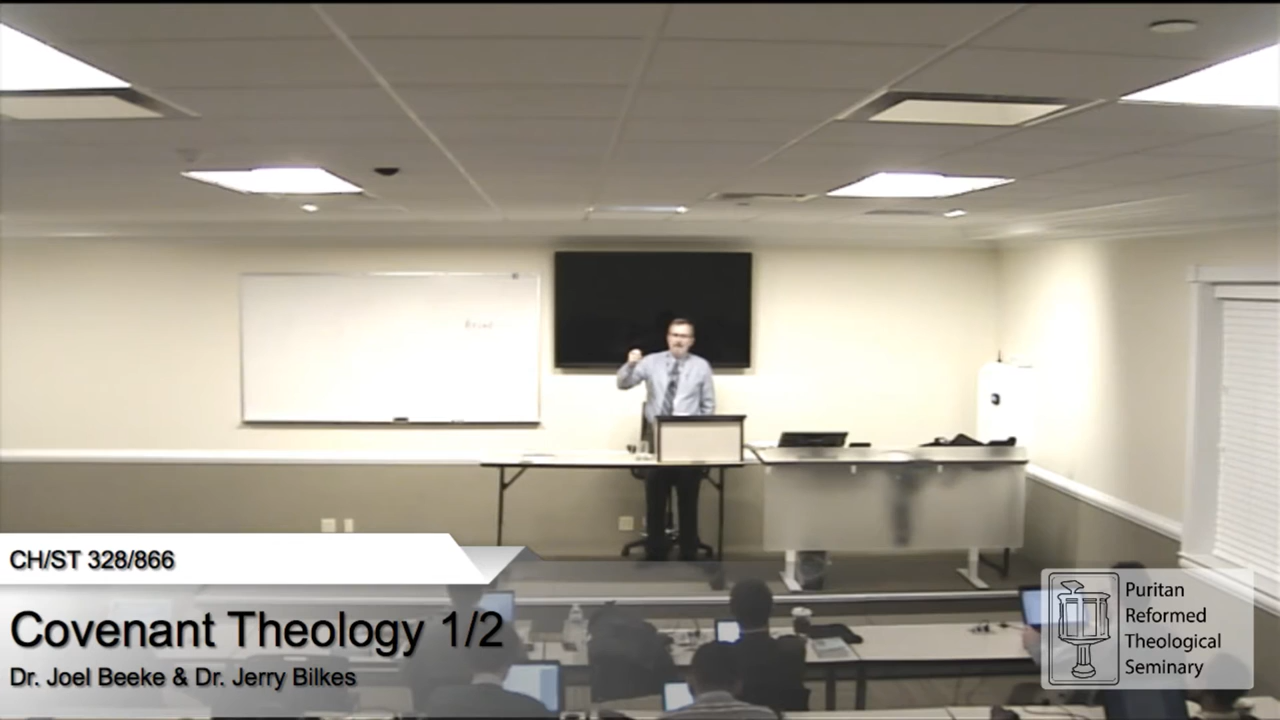 CH/ST 328/866
Covenant Theology 1/2
Dr. Joel Beeke & Dr. Jerry Bilkes
Puritan
Reformed
Theological
Seminary